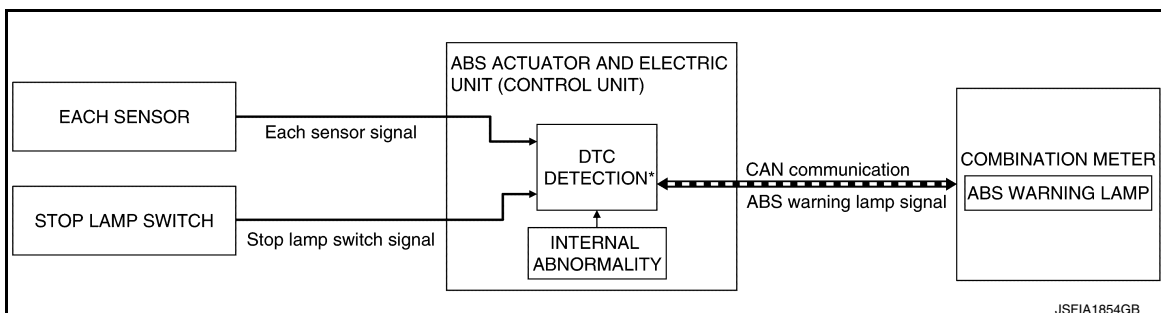 ABS ACTUATOR AND ELECTRIC
UNIT (CONTROL UNIT)
EACH SENSOR
Each sensor signal
STOP LAMP SWITCH
Stop lamp switch signal
DTC
DETECTION*
INTERNAL
ABNORMALITY
CAN communication
ABS warning lamp signal
COMBINATION METER
ABS WARNING LAMP
JSFIA1854GB